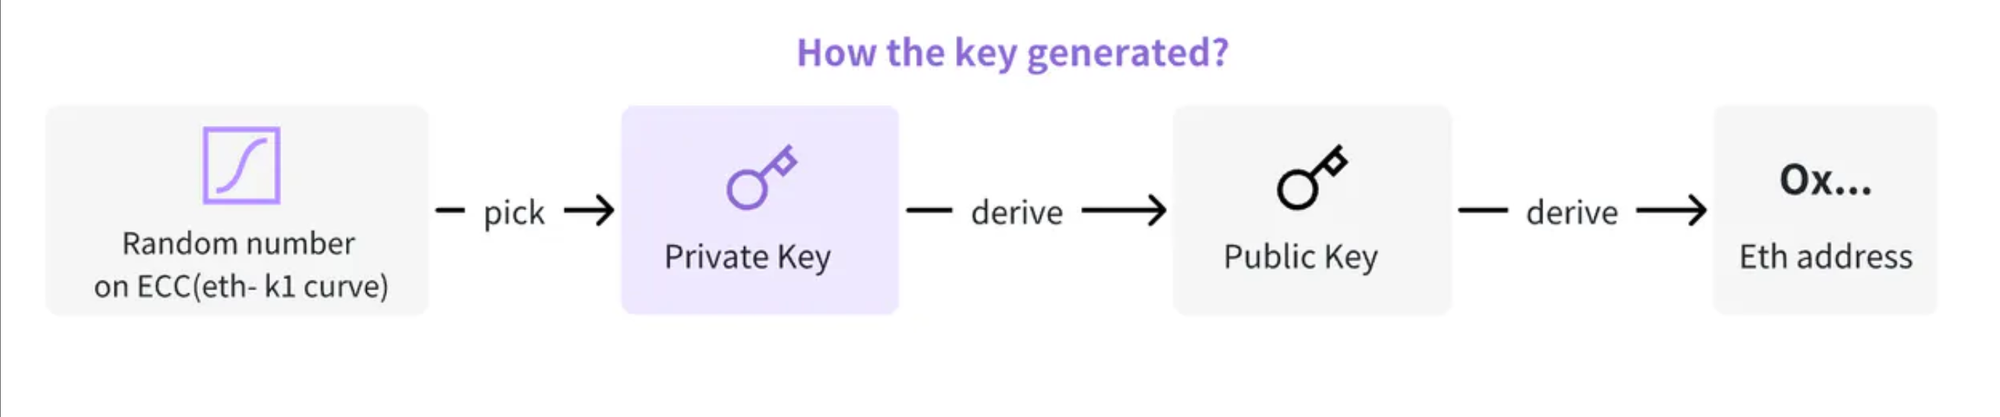 How the key generated?
Random number
on ECC(eth- k1 curve)
pick
Private Key
derive
Public Key
derive
Ox...
Eth address